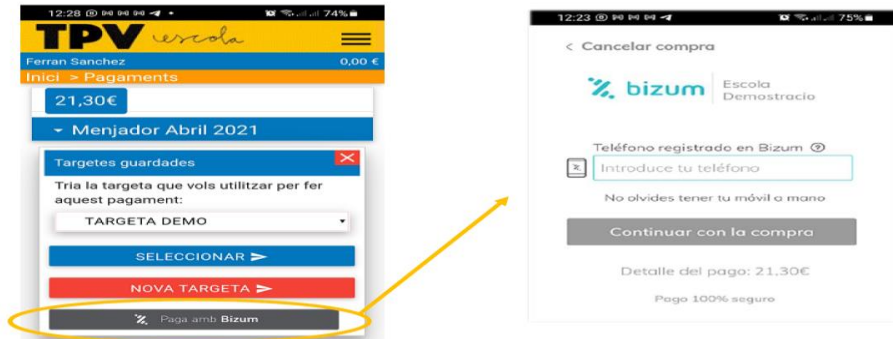 12:28
74%
TPV escola
Ferran Sanchez 0,00 €
Inici > Pagaments
21,30€
Menjador Abril 2021
Targetes guardades
Tria la targeta que vols utilitzar per fer
aquest pagament:
TARGETA DEMO
SELECCIONAR
NOVA TARGETA
Paga amb Bizum
12:23
75%
< Cancelar compra
bizum
Escola
Demostracio
Teléfono registrado en Bizum
Introduce tu teléfono
No olvides tener tu móvil a mano
Continuar con la compra
Detalle del pago: 21,30€
Pago 100% seguro